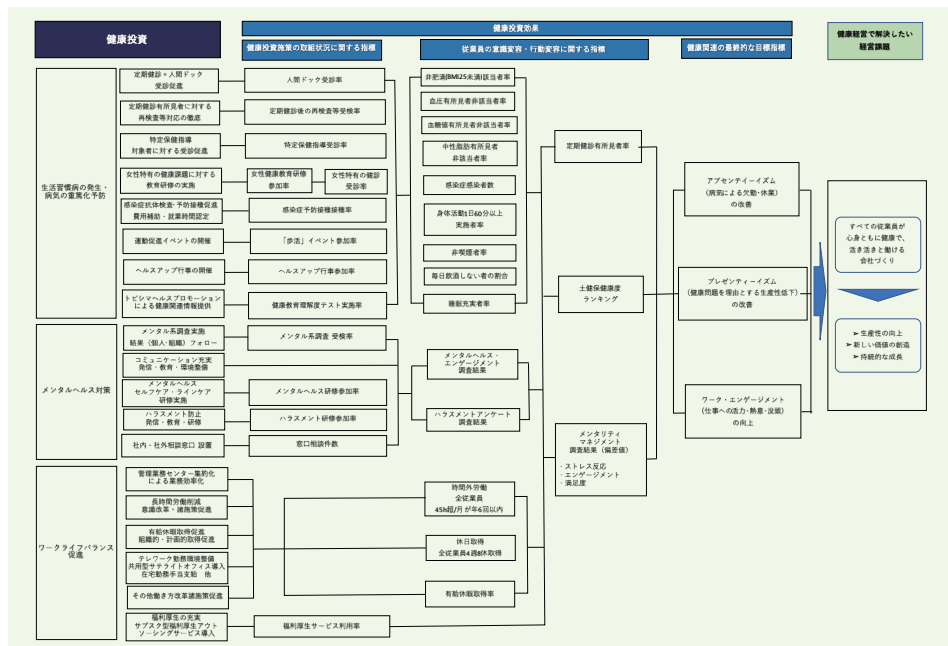 健康投資
健康投資効果
健康投資施策の取組状況に関する指標
従業員の意識変容・行動変容に関する指標
健康関連の最終的な目標指標
健康経営で解決したい
経営課題
生活習慣病の発生・
病気の重篤化予防
定期健診+人間ドック
受診促進
人間ドック受診率
定期健診有所見者に対する
再検査等対応の徹底
定期健診後の再検査等受検率
特定保健指導
対象者に対する受診促進
特定保健指導受診率
女性特有の健康課題に対する
教育研修の実施
女性健康教育研修
参加率
女性特有の健診
受診率
感染症抗体検査・予防接種促進
費用補助・就業時間認定
感染症予防接種接種率
運動促進イベントの開催
「歩活」イベント参加率
ヘルスアップ行事の開催
ヘルスアップ行事参加率
トビシマヘルスプロモーション
による健康関連情報提供
健康教育理解度テスト実施率
メンタルヘルス対策
メンタル系調査実施
結果(個人・組織)フォロー
メンタル系調査 受検率
コミュニケーション充実
発信・教育・環境整備
メンタルヘルス
セルフケア・ラインケア
研修実施
メンタルヘルス研修参加率
ハラスメント防止
発信・教育・研修
ハラスメント研修参加率
社内・社外相談窓口 設置
窓口相談件数
ワークライフバランス
促進
管理業務センター集約化
による業務効率化
長時間労働削減
意識改革・諸施策促進
有給休暇取得促進
組織的・計画的取得促進
テレワーク勤務環境整備
共用型サテライトオフィス導入
在宅勤務手当支給 他
その他働き方改革諸施策促進
福利厚生の充実
サブスク型福利厚生アウト
ソーシングサービス導入
福利厚生サービス利用率
非肥満(BMI25未満)該当者率
血圧有所見者非該当者率
血糖値有所見者非該当者率
中性脂肪有所見者
非該当者率
感染症感染者数
身体活動1日60分以上
実施者率
非喫煙者率
毎日飲酒しない者の割合
睡眠充実者率
メンタルヘルス・
エンゲージメント
調査結果
ハラスメントアンケート
調査結果
時間外労働
全従業員
45h超/月 が年6回以内
休日取得
全従業員4週8休取得
有給休暇取得率
定期健診有所見者率
土健保健康度
ランキング
メンタリティ
マネジメント
調査結果(偏差値)
・ストレス反応
・エンゲージメント
・満足度
アブセンティーイズム
(病気による欠勤・休業)
の改善
プレゼンティーイズム
(健康問題を理由とする生産性低下)
の改善
ワーク・エンゲージメント
(仕事への活力・熱意・没頭)
の向上
すべての従業員が
心身ともに健康で、
活き活きと働ける
会社づくり
➢ 生産性の向上
➢ 新しい価値の創造
➢ 持続的な成長